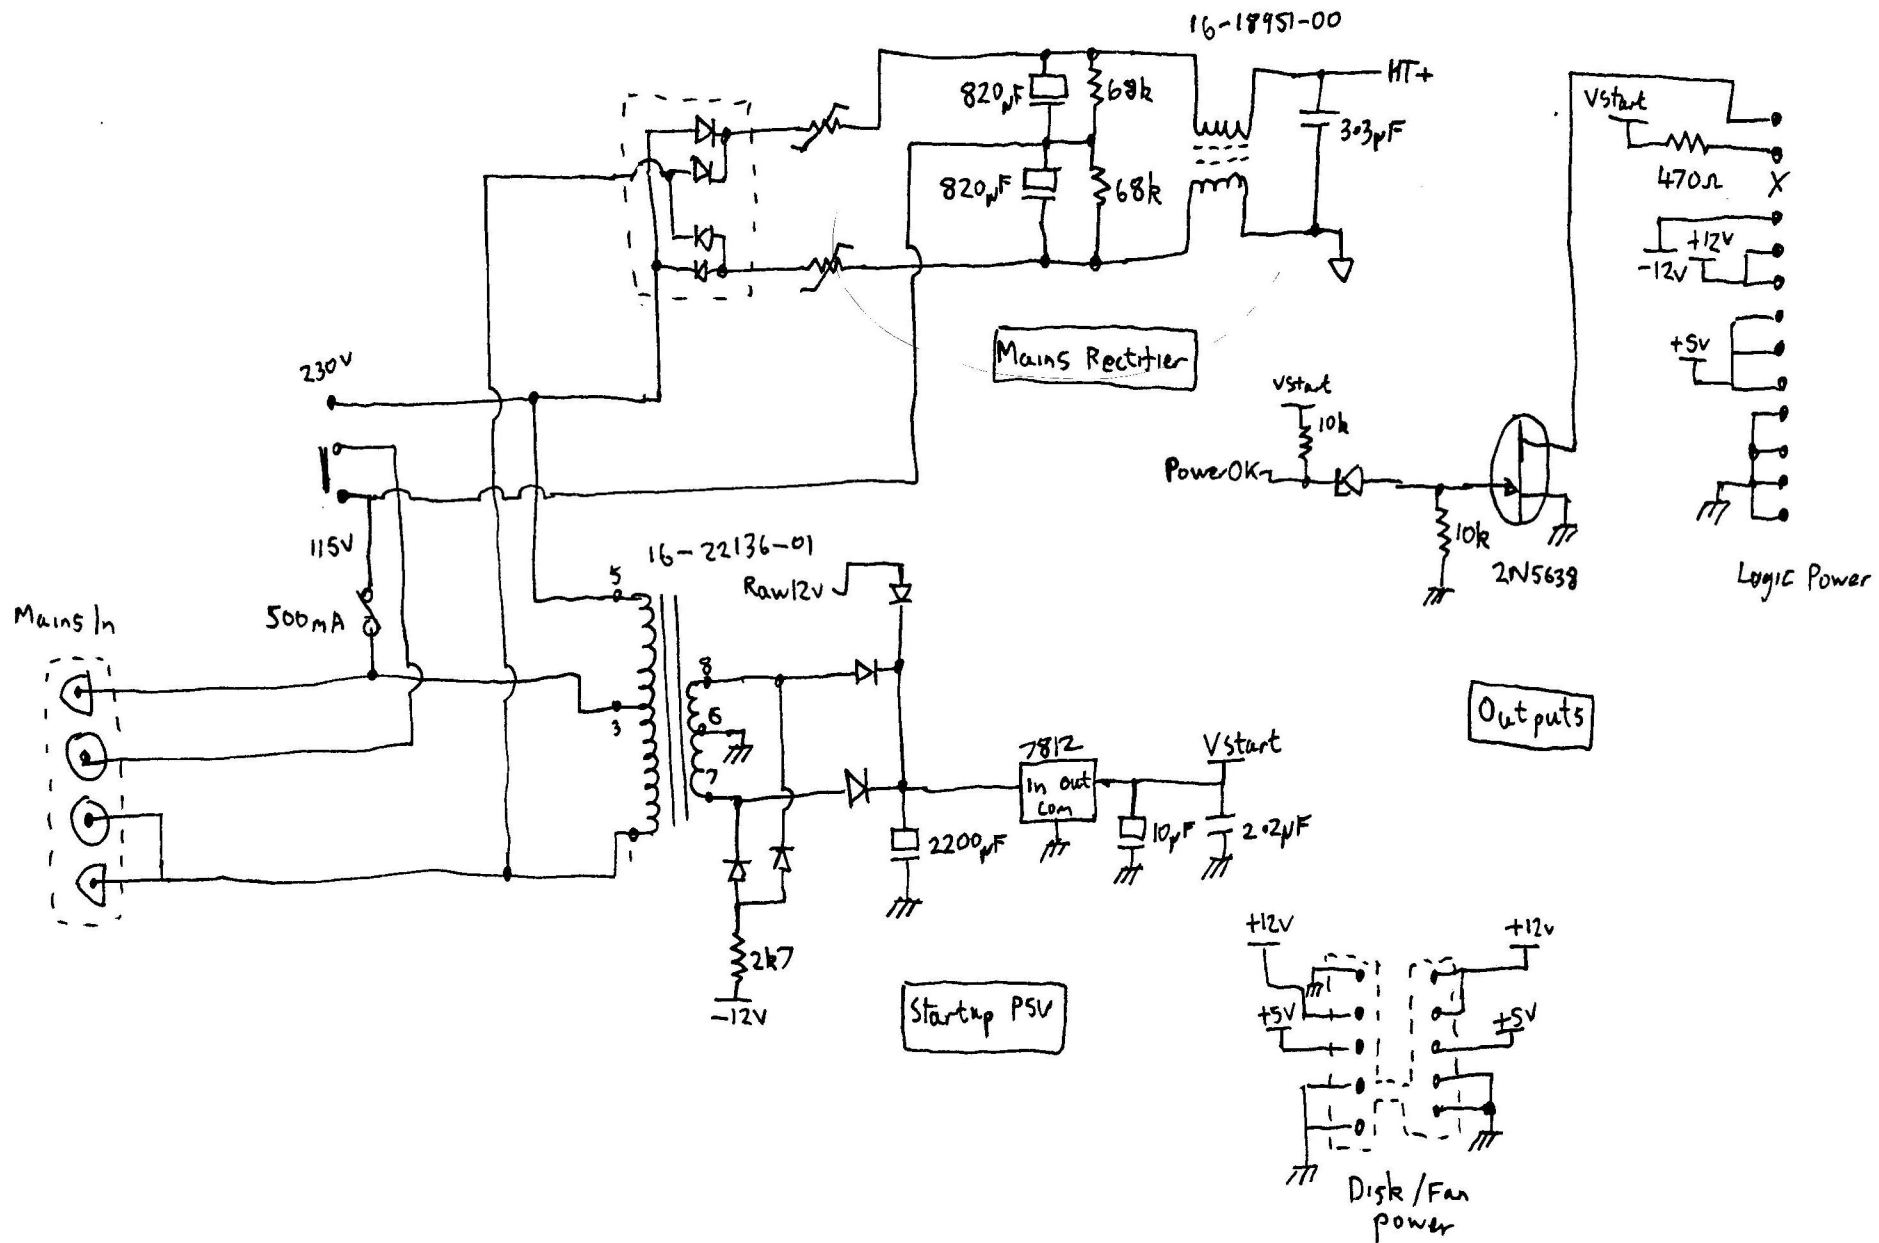 16-18951-00
820µF
68k
HT+
3.3µF
820µF
68k
Vstart
470Ω
X
-12V
+12V
+5V
Mains Rectifier
230V
115V
500mA
Mains In
16-22136-01
5
3
1
8
6
7
Raw12v
7812
In Out
Com
Vstart
2200µF
10µF
2.2µF
2k7
-12V
Startup PSU
Vstart
10k
PowerOK
10k
2N5638
Logic Power
Outputs
+12V
+5V
+12v
+5V
Disk/Fan
power